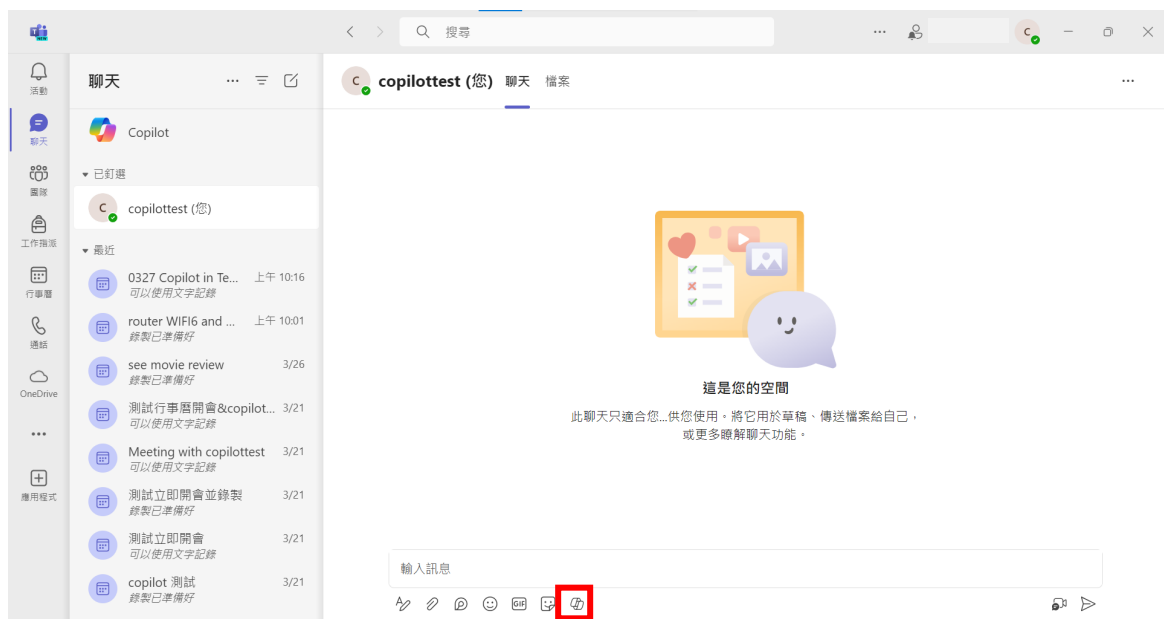 搜尋
C
活動
聊天
團隊
工作指派
行事曆
通話
OneDrive
應用程式
聊天
Copilot
已釘選
C copilottest (您)
最近
0327 Copilot in Te... 上午 10:16
可以使用文字記錄
router WIFI6 and ... 上午 10:01
錄製已準備好
see movie review 3/26
錄製已準備好
測試行事曆開會&copilot... 3/21
可以使用文字記錄
Meeting with copilottest 3/21
可以使用文字記錄
測試立即開會並錄製 3/21
錄製已準備好
測試立即開會 3/21
可以使用文字記錄
copilot 測試 3/21
錄製已準備好
C copilottest (您) 聊天 檔案
這是您的空間
此聊天只適合您...供您使用。將它用於草稿、傳送檔案給自己，
或更多瞭解聊天功能。
輸入訊息
GIF